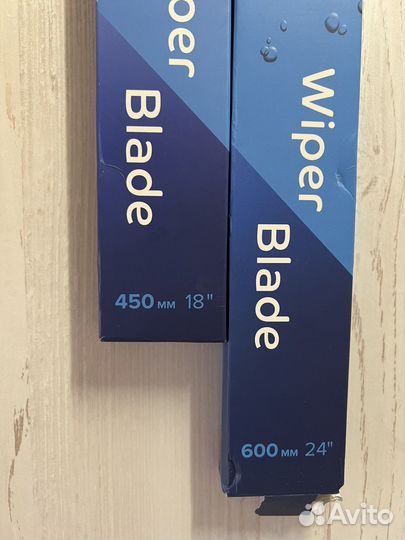 per
Blade
450 мм 18"
Wiper
Blade
600 мм 24"
Avito